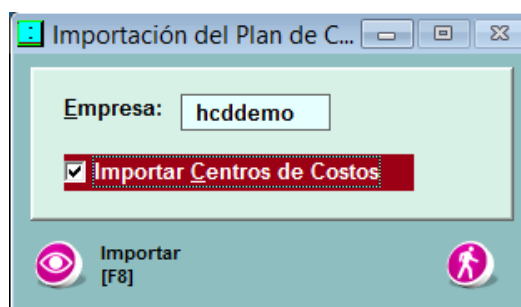 Importación del Plan de C...
Empresa: hcddemo
Importar Centros de Costos
Importar
[F8]